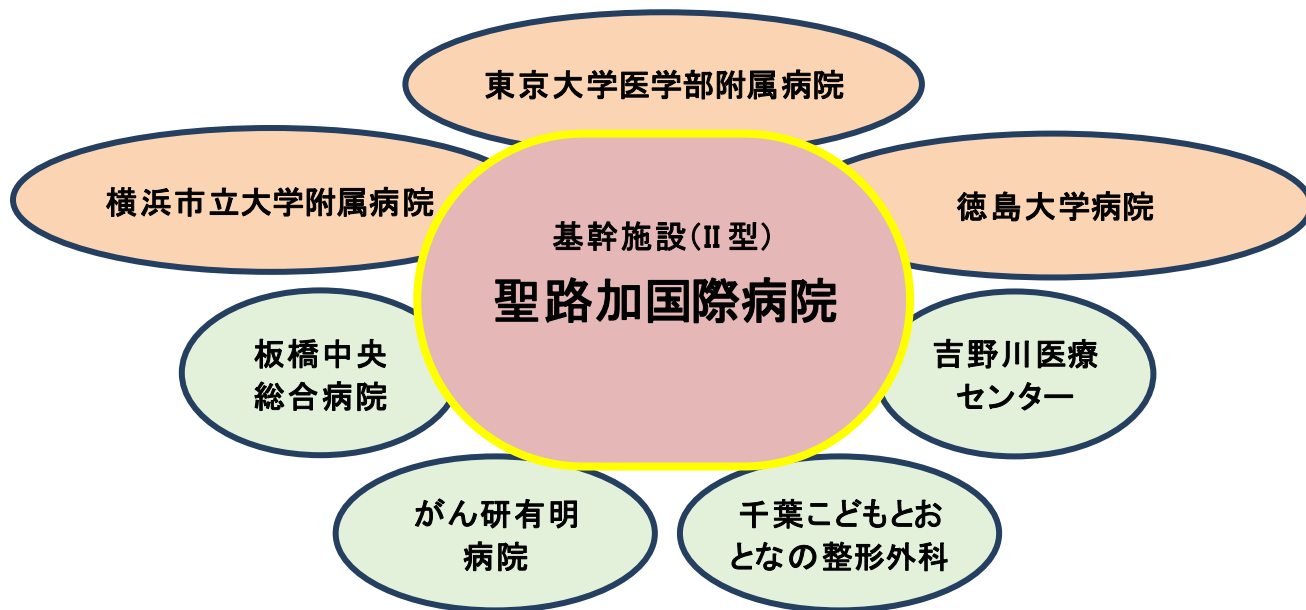 東京大学医学部附属病院
横浜市立大学附属病院
徳島大学病院
基幹施設(II 型)
聖路加国際病院
板橋中央
総合病院
吉野川医療
センター
がん研有明
病院
千葉こどもとお
となの整形外科